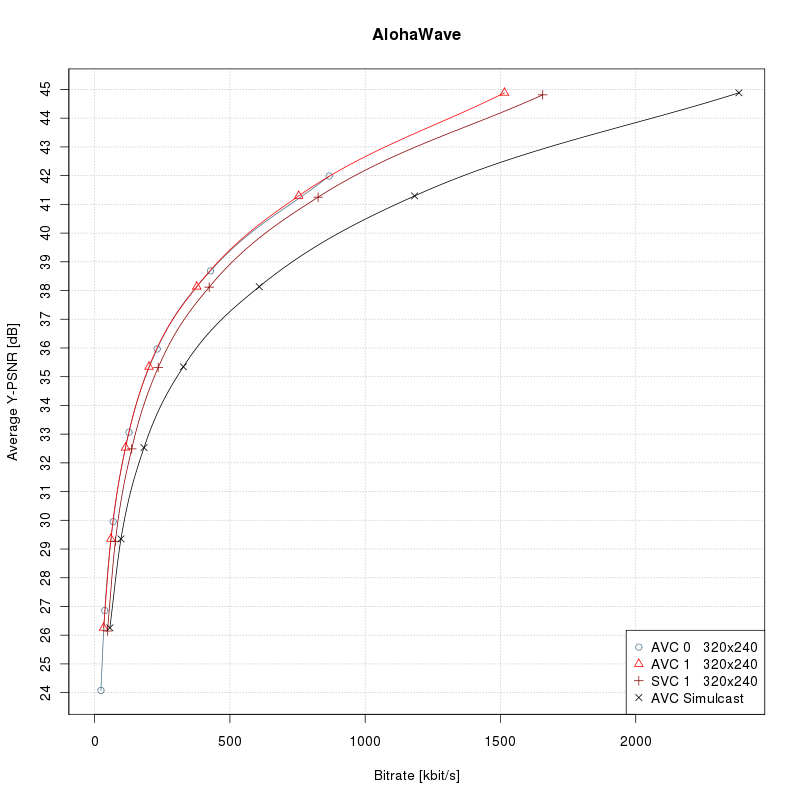 AlohaWave
Average Y-PSNR [dB]
45
44
43
42
41
40
39
38
37
36
35
34
33
32
31
30
29
28
27
26
25
24
AVC 0 320x240
AVC 1 320x240
SVC 1 320x240
AVC Simulcast
0 500 1000 1500 2000
Bitrate [kbit/s]